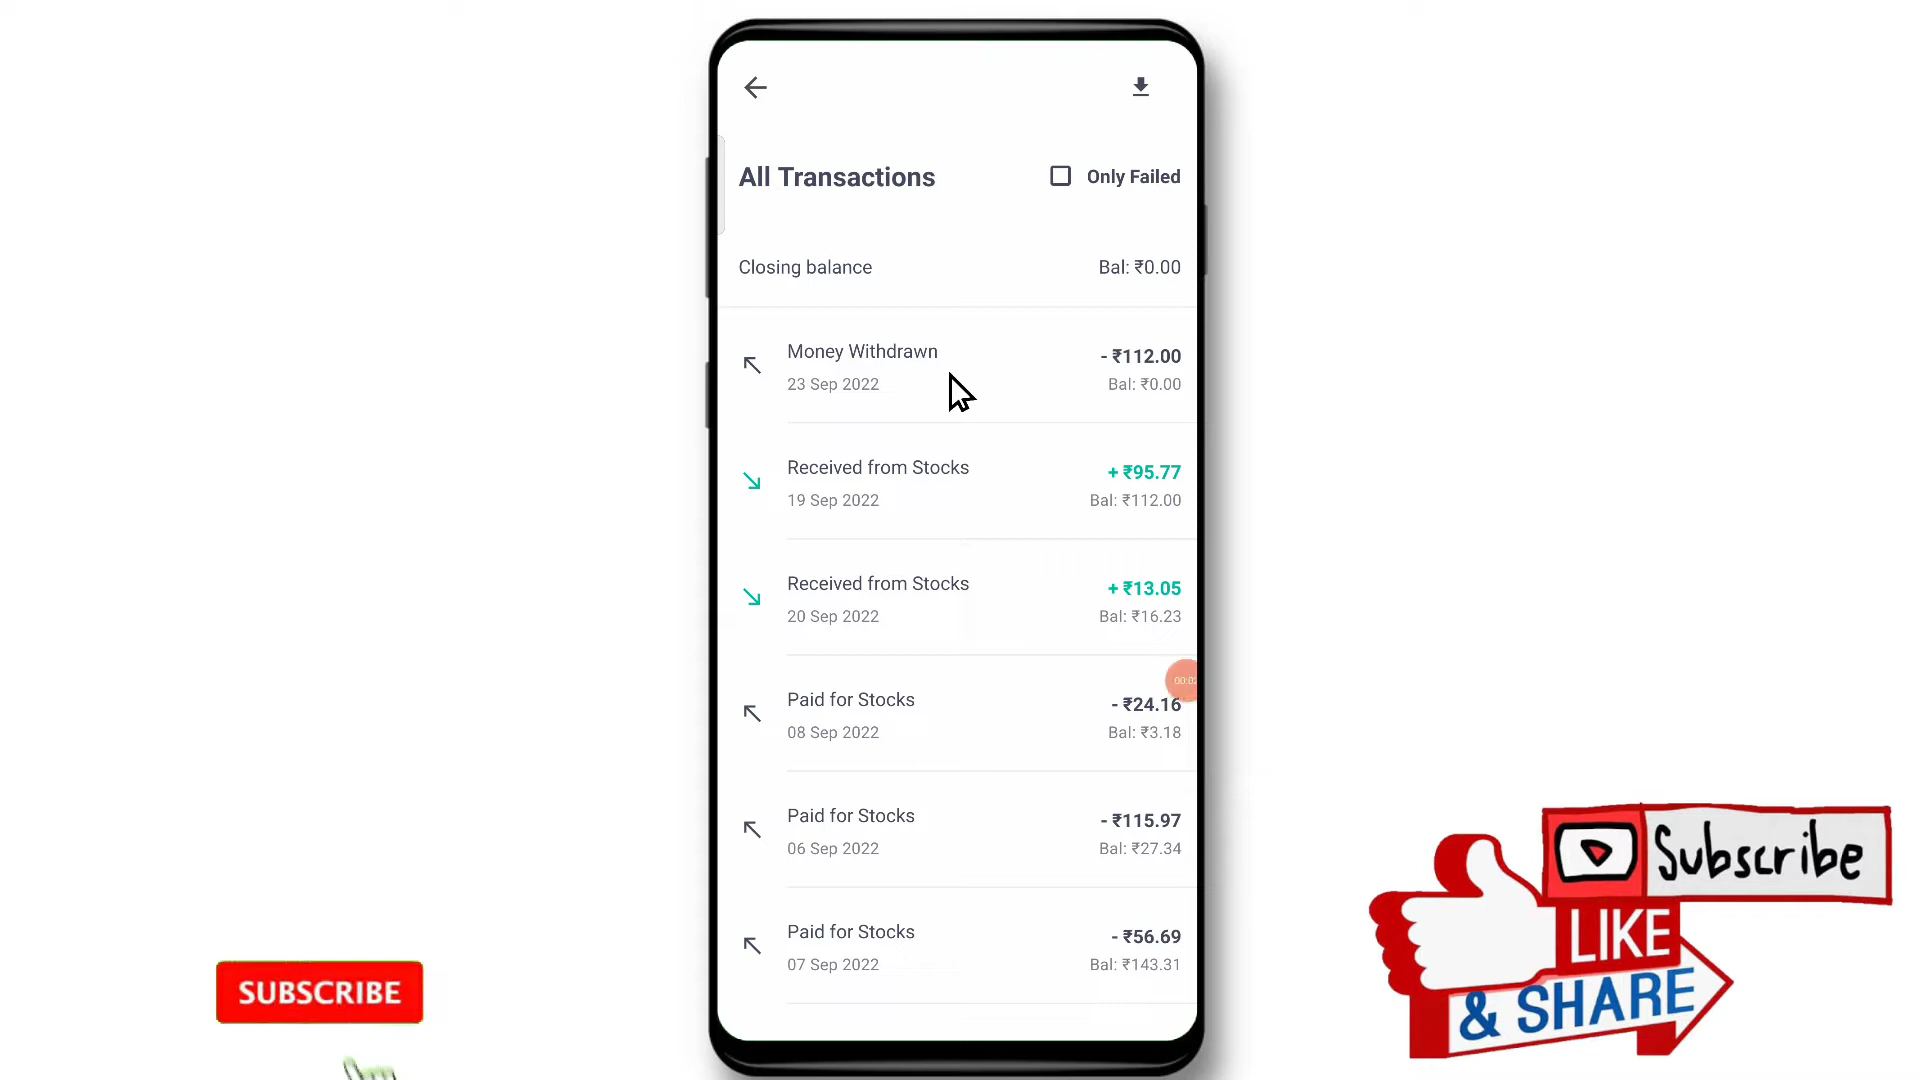 All Transactions
Only Failed
Closing balance
Bal: ₹0.00
Money Withdrawn
- ₹112.00
23 Sep 2022
Bal: ₹0.00
Received from Stocks
+ ₹95.77
19 Sep 2022
Bal: ₹112.00
Received from Stocks
+ ₹13.05
20 Sep 2022
Bal: ₹16.23
Paid for Stocks
- ₹24.16
08 Sep 2022
Bal: ₹3.18
Paid for Stocks
- ₹115.97
06 Sep 2022
Bal: ₹27.34
Paid for Stocks
- ₹56.69
07 Sep 2022
Bal: ₹143.31
SUBSCRIBE
Subscribe
LIKE
& SHARE